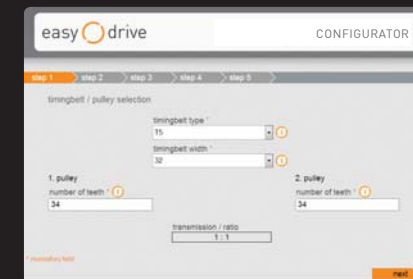 easy drive
CONFIGURATOR
step 1 step 2 step 3 step 4 step 5
timingbelt / pulley selection
timingbelt type *
T5
timingbelt width *
32
1. pulley
2. pulley
number of teeth * i
number of teeth * i
34
34
transmission / ratio
1 : 1
* mandatory field
next